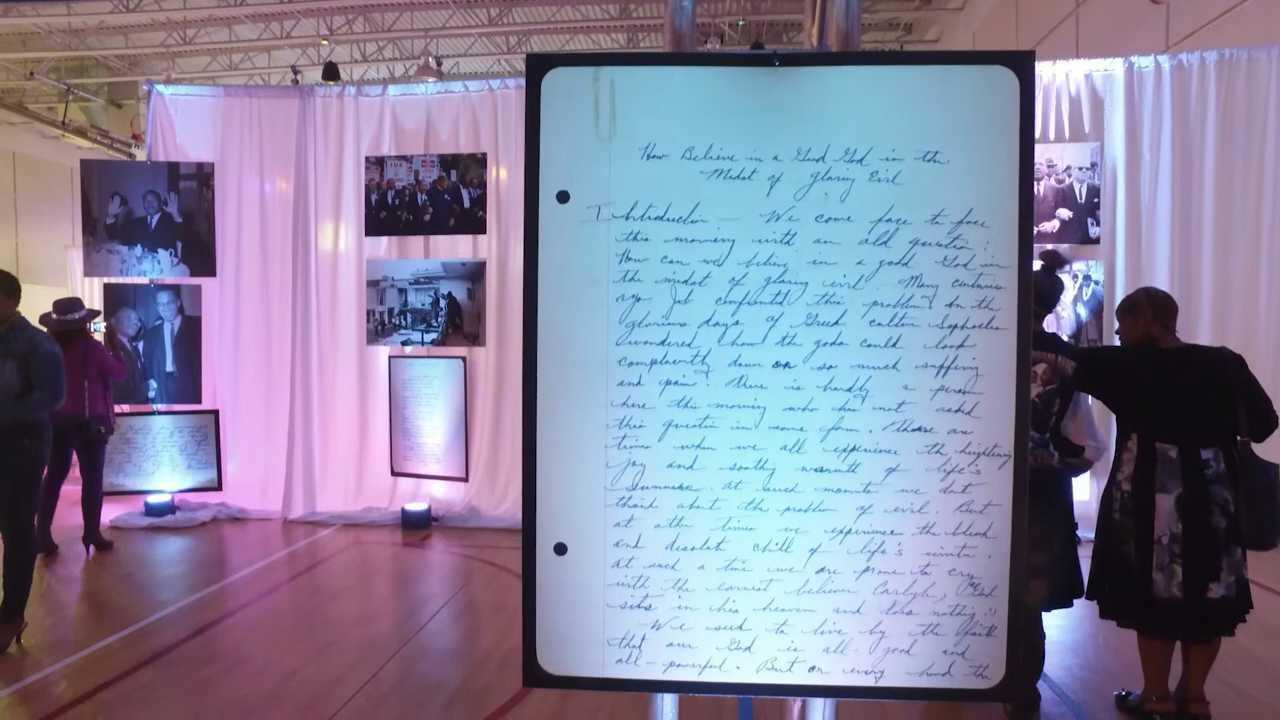 How Believe in a Good God in the
Midst of glaring Evil
I Introduction — We come face to face
this morning with an old question:
How can we believe in a good God in
the midst of glaring evil. Many centuries
ago Job confronted this problem. In the
glorious days of Greek culture Sophocles
wondered how the gods could look
complacently down on so much suffering
and pain. There is hardly a person
here this morning who has not asked
this question in some form. There are
times when we all experience the heightening
joy and soothing warmth of life's
summer. At such moments we don't
think about the problem of evil. But
at other times we experience the bleak
and desolate chill of life's winter.
At such a time we are prone to cry
with the earnest believer Carlyle, "God
sits in his heaven and does nothing."
We seek to live by the faith
that our God is all-good and
all-powerful. But on every hand the